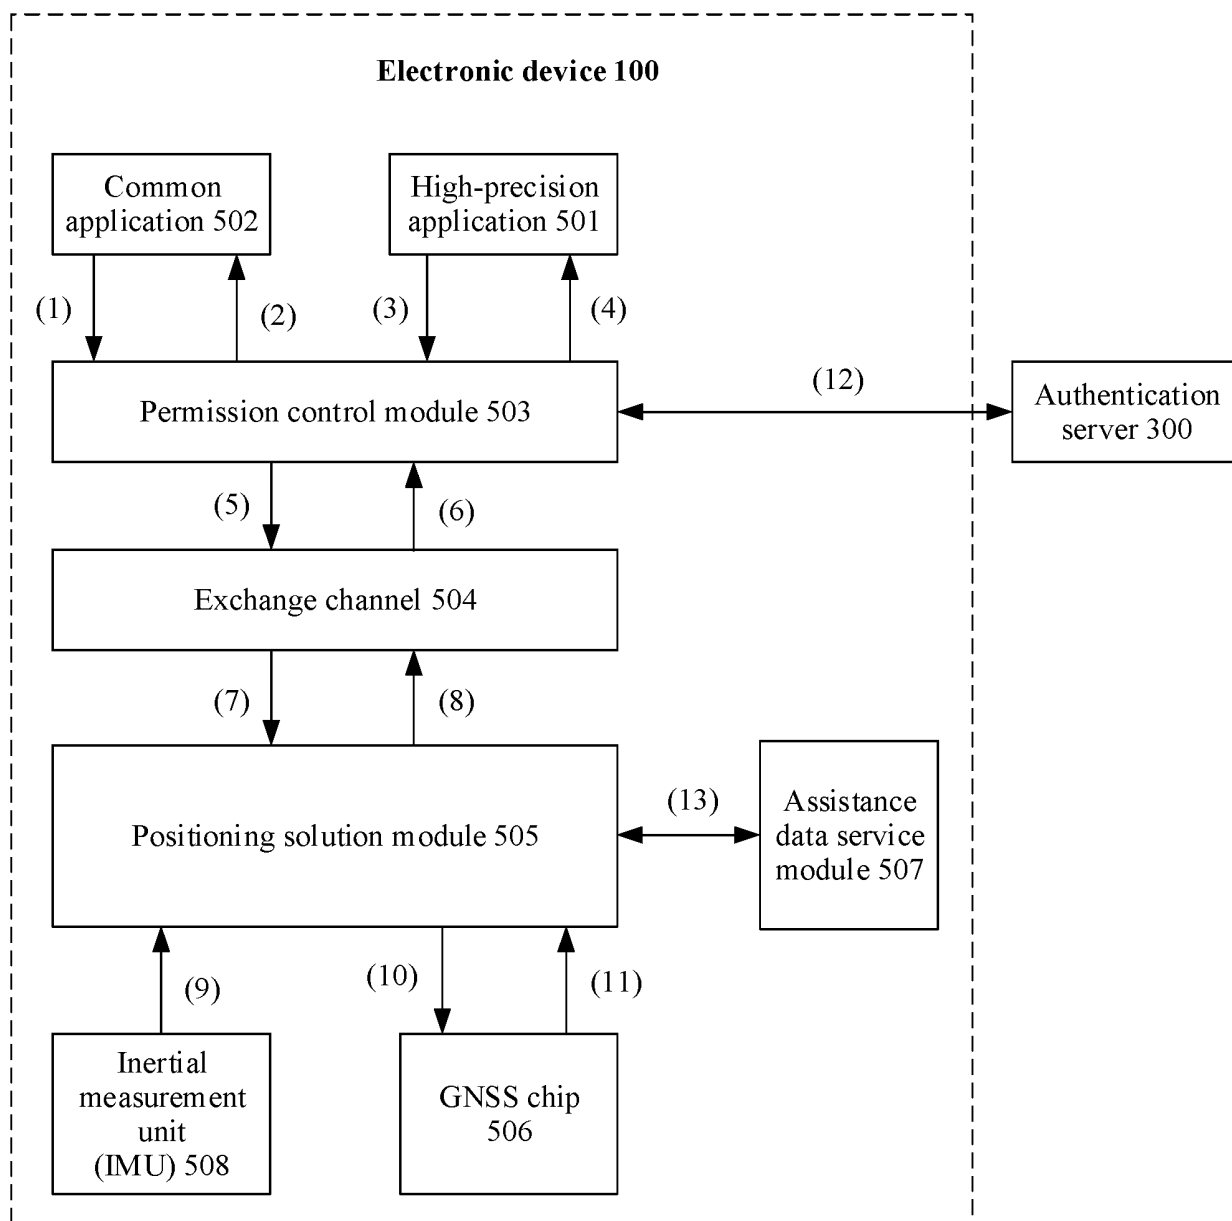 Electronic device 100
Common
application 502
High-precision
application 501
(1)
(2)
(3)
(4)
(12)
Permission control module 503
Authentication
server 300
(5)
(6)
Exchange channel 504
(7)
(8)
Positioning solution module 505
(13)
Assistance
data service
module 507
(9)
(10)
(11)
Inertial
measurement
unit
(IMU) 508
GNSS chip
506